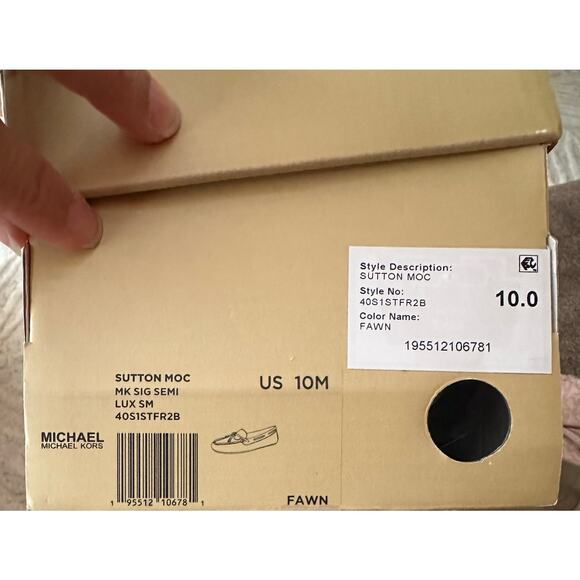 Style Description:
SUTTON MOC
Style No:
40S1STFR2B
10.0
Color Name:
FAWN
195512106781
SUTTON MOC
MK SIG SEMI
LUX SM
40S1STFR2B
US 10M
MICHAEL
MICHAEL KORS
1 95512 10678 1
FAWN